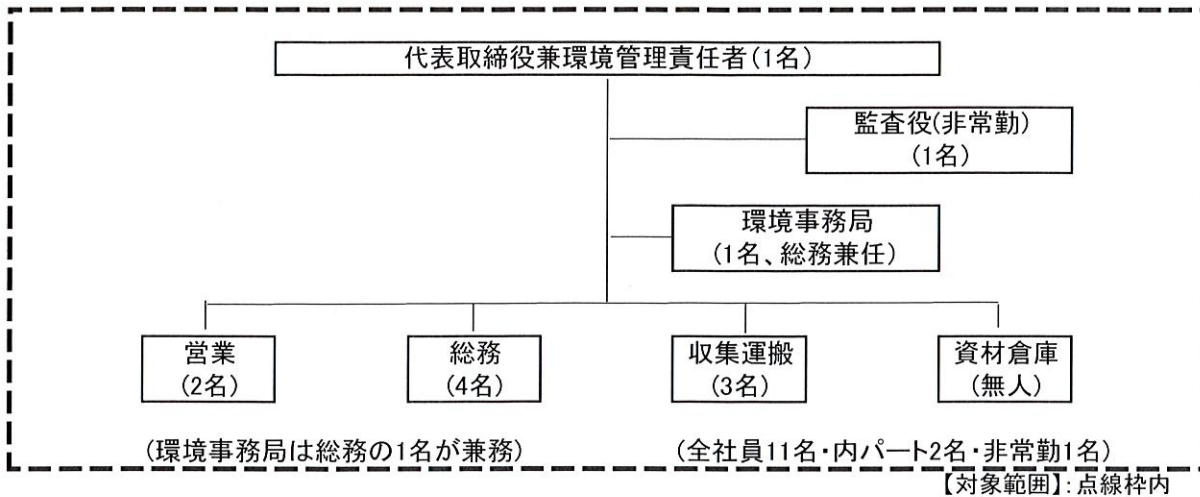 代表取締役兼環境管理責任者(1名)
監査役(非常勤)
(1名)
環境事務局
(1名、総務兼任)
営業
(2名)
総務
(4名)
収集運搬
(3名)
資材倉庫
(無人)
(環境事務局は総務の1名が兼務)
(全社員11名・内パート2名・非常勤1名)
【対象範囲】:点線枠内